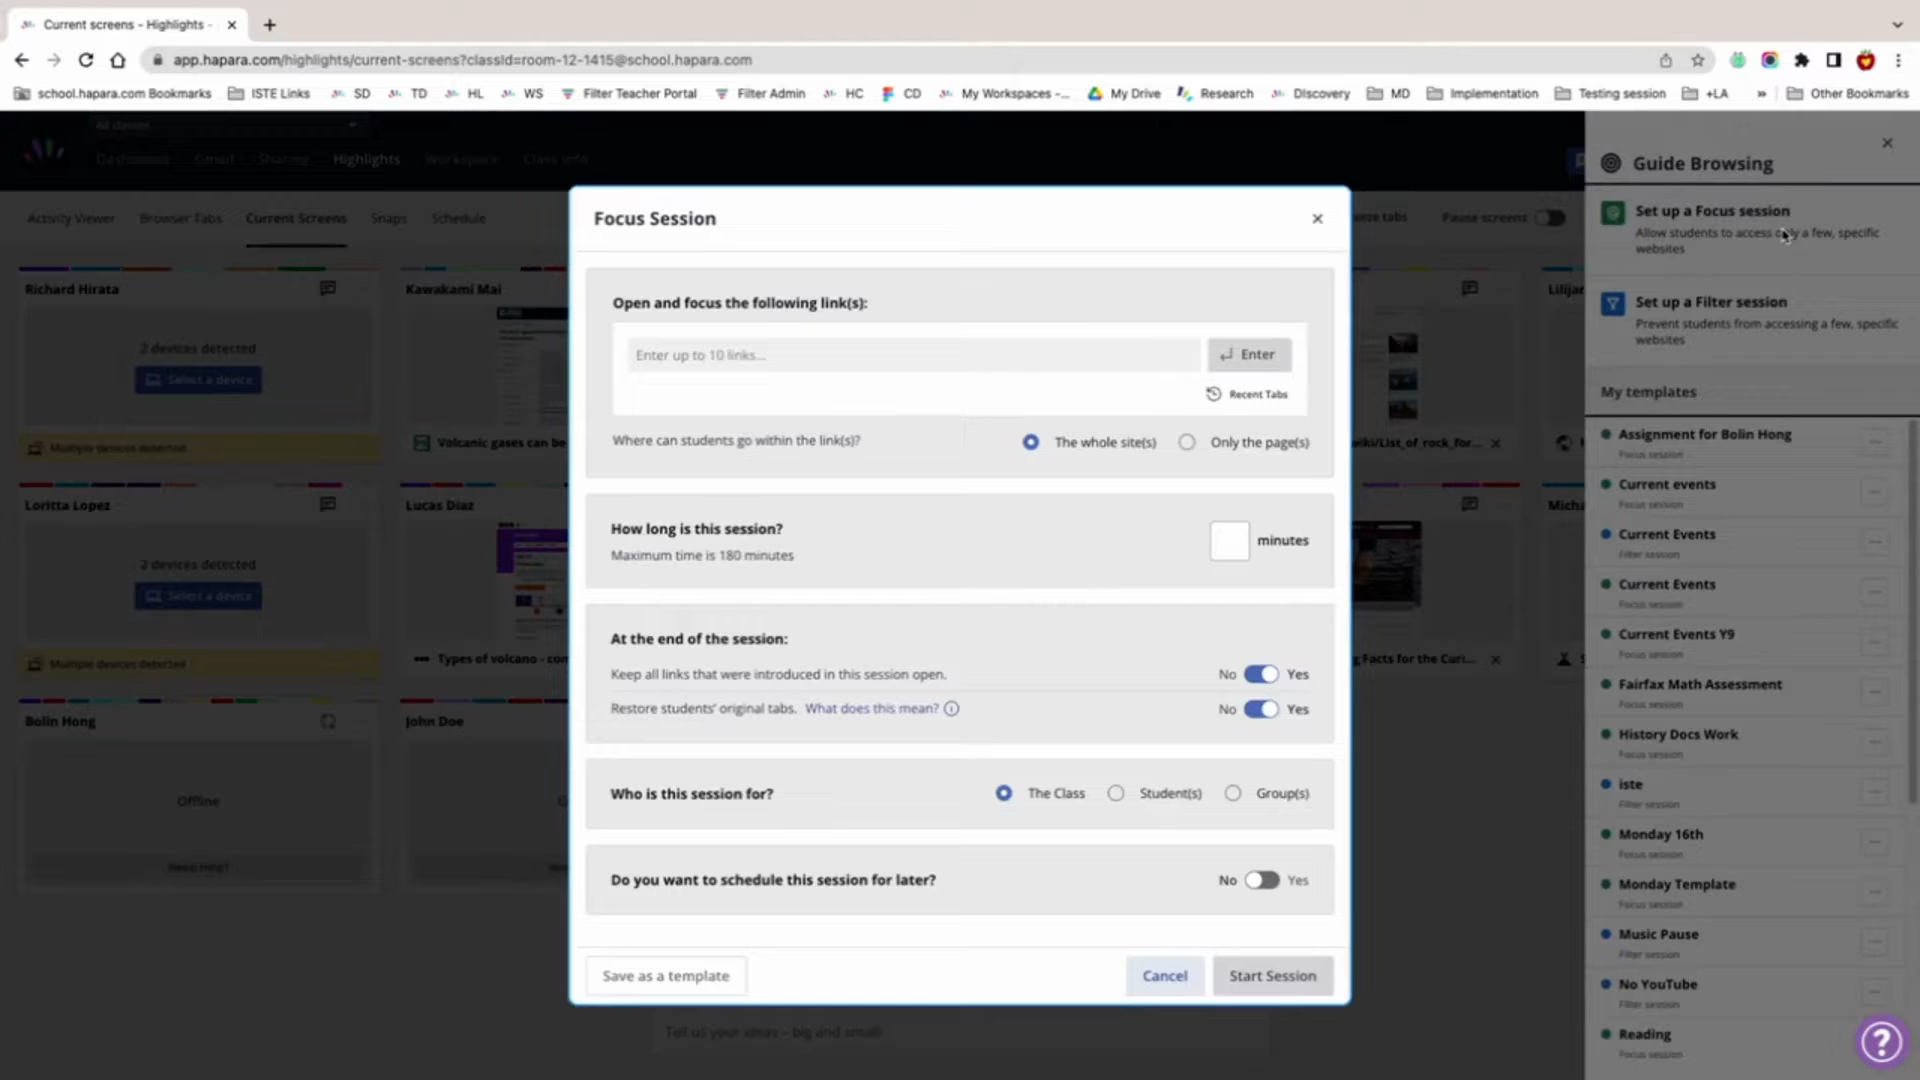 Current screens - Highlights -
app.hapara.com/highlights/current-screens?classId=room-12-1415@school.hapara.com
school.hapara.com Bookmarks ISTE Links SD TD HL WS Filter Teacher Portal Filter Admin HC CD My Workspaces -... My Drive Research Discovery MD Implementation Testing session +LA » Other Bookmarks
All classes
Dashboard Gmail Sharing Highlights Workspace Class Info
Activity Viewer Browser Tabs Current Screens Snaps Schedule
tabs Pause screens
Richard Hirata
2 devices detected
Select a device
Multiple devices detected
Kawakami Mai
Volcanic gases can be
wiki/List_of_rock_for...
Loritta Lopez
2 devices detected
Select a device
Multiple devices detected
Lucas Diaz
Types of volcano - con
g Facts for the Curi...
Bolin Hong
Offline
Need help?
John Doe
Focus Session
Open and focus the following link(s):
Enter up to 10 links...
Enter
Recent Tabs
Where can students go within the link(s)?
The whole site(s) Only the page(s)
How long is this session?
Maximum time is 180 minutes
minutes
At the end of the session:
Keep all links that were introduced in this session open.
No Yes
Restore students' original tabs. What does this mean?
No Yes
Who is this session for?
The Class Student(s) Group(s)
Do you want to schedule this session for later?
No Yes
Save as a template
Cancel
Start Session
Tell us your ideas - big and small!
Guide Browsing
Set up a Focus session
Allow students to access only a few, specific
websites
Set up a Filter session
Prevent students from accessing a few, specific
websites
My templates
Assignment for Bolin Hong
Focus session
Current events
Focus session
Current Events
Filter session
Current Events
Focus session
Current Events Y9
Focus session
Fairfax Math Assessment
Focus session
History Docs Work
Focus session
iste
Filter session
Monday 16th
Focus session
Monday Template
Focus session
Music Pause
Filter session
No YouTube
Filter session
Reading
Focus session